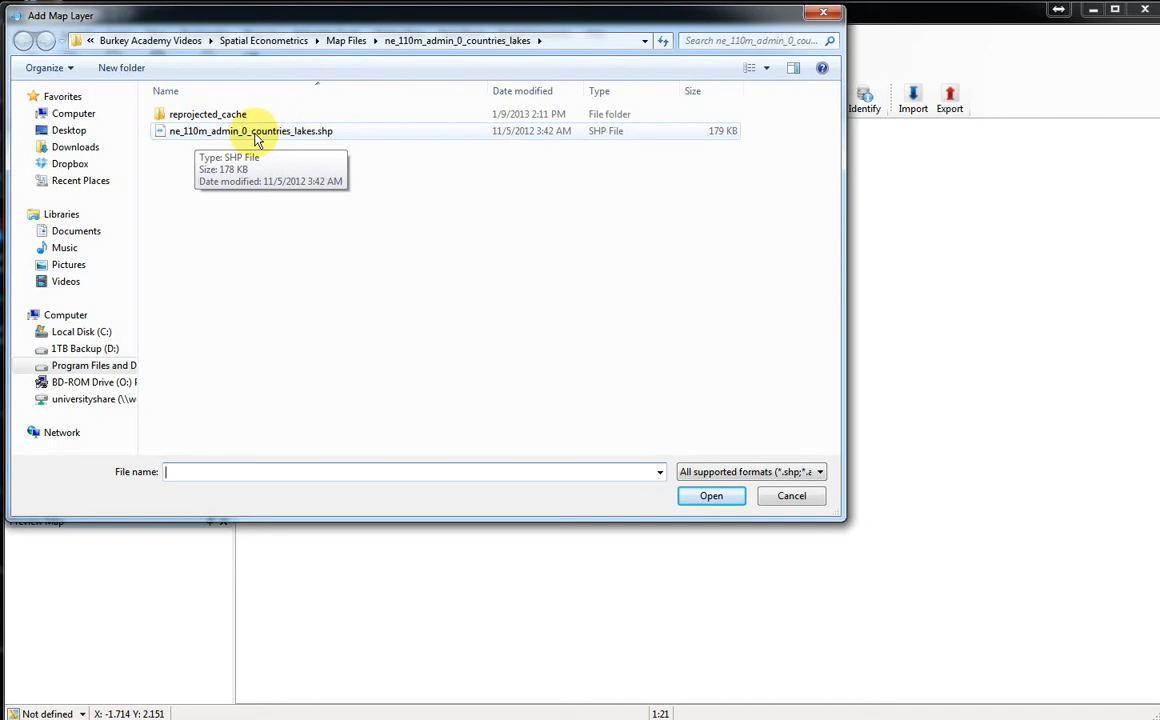 Add Map Layer
« Burkey Academy Videos Spatial Econometrics Map Files ne_110m_admin_0_countries_lakes Search ne_110m_admin_0_cou...
Organize New folder
Name Date modified Type Size
Favorites
Computer
Desktop
Downloads
Dropbox
Recent Places
Libraries
Documents
Music
Pictures
Videos
Computer
Local Disk (C:)
1TB Backup (D:)
Program Files and D
BD-ROM Drive (O:) P
universityshare (\\w
Network
reprojected_cache 1/9/2013 2:11 PM File folder
ne_110m_admin_0_countries_lakes.shp 11/5/2012 3:42 AM SHP File 179 KB
Type: SHP File
Size: 178 KB
Date modified: 11/5/2012 3:42 AM
File name: All supported formats (*.shp;*.a
Open Cancel
Identify Import Export
Preview Map
Not defined X: -1.714 Y: 2.151 1:21